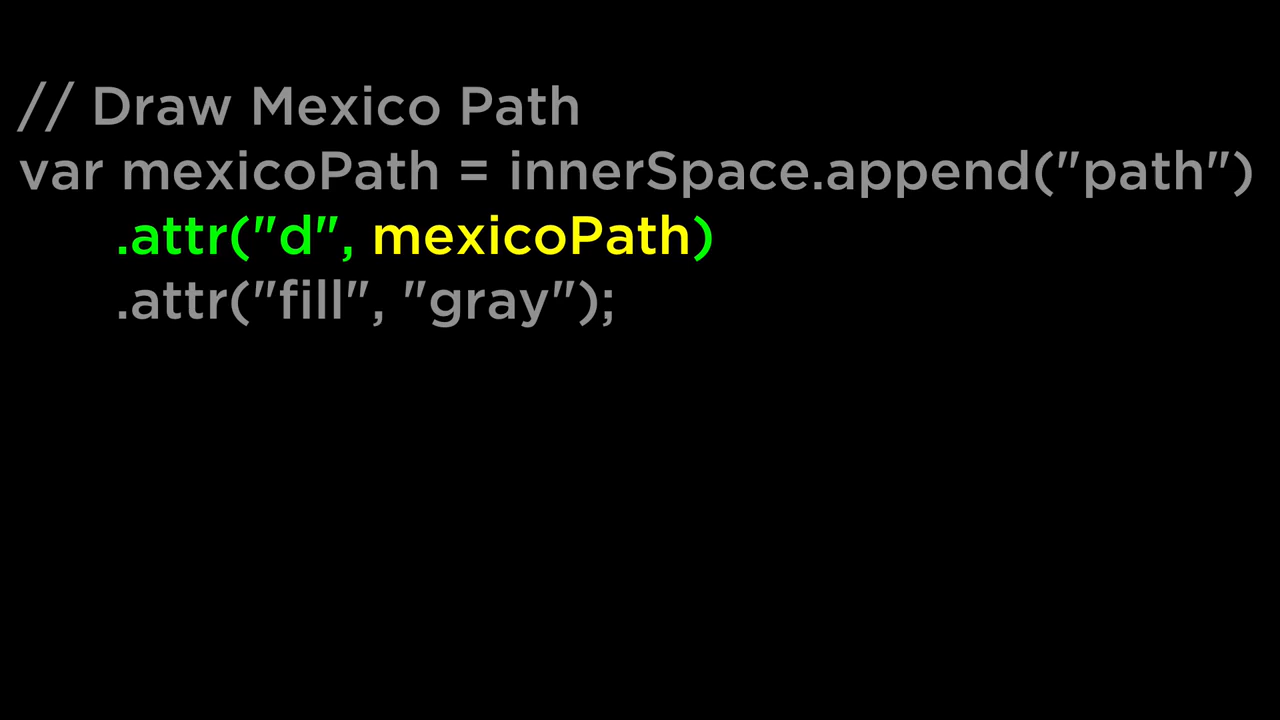 // Draw Mexico Path
var mexicoPath = innerSpace.append("path")
.attr("d", mexicoPath)
.attr("fill", "gray");